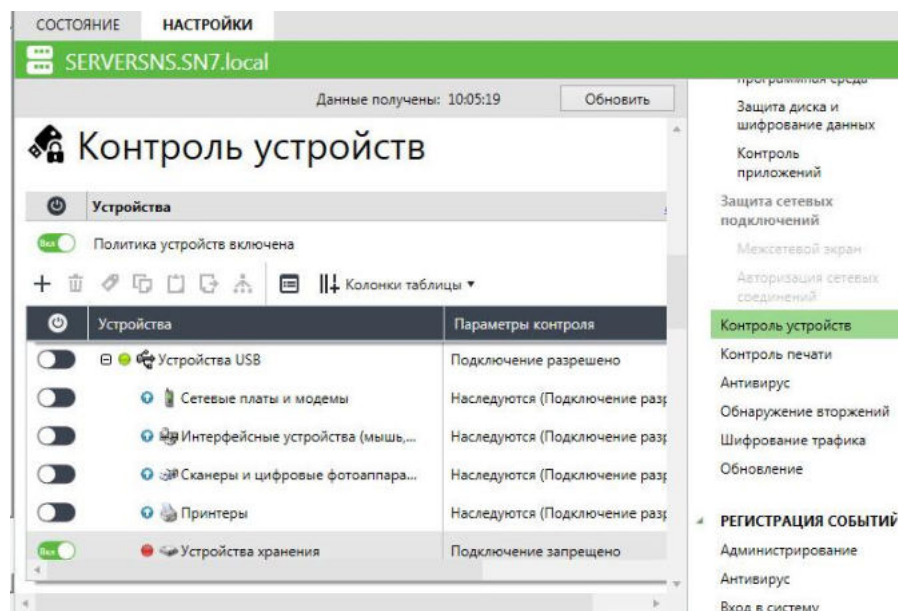 СОСТОЯНИЕ НАСТРОЙКИ
SERVERSNS.SN7.local
Данные получены: 10:05:19 Обновить
Контроль устройств
Устройства
Вкл Политика устройств включена
Колонки таблицы
Устройства Параметры контроля
Устройства USB Подключение разрешено
Сетевые платы и модемы Наследуются (Подключение разр
Интерфейсные устройства (мышь,... Наследуются (Подключение разр
Сканеры и цифровые фотоаппара... Наследуются (Подключение разр
Принтеры Наследуются (Подключение разр
Вкл Устройства хранения Подключение запрещено
программная среда
Защита диска и
шифрование данных
Контроль
приложений
Защита сетевых
подключений
Межсетевой экран
Авторизация сетевых
соединений
Контроль устройств
Контроль печати
Антивирус
Обнаружение вторжений
Шифрование трафика
Обновление
РЕГИСТРАЦИЯ СОБЫТИЙ
Администрирование
Антивирус
Вход в систему